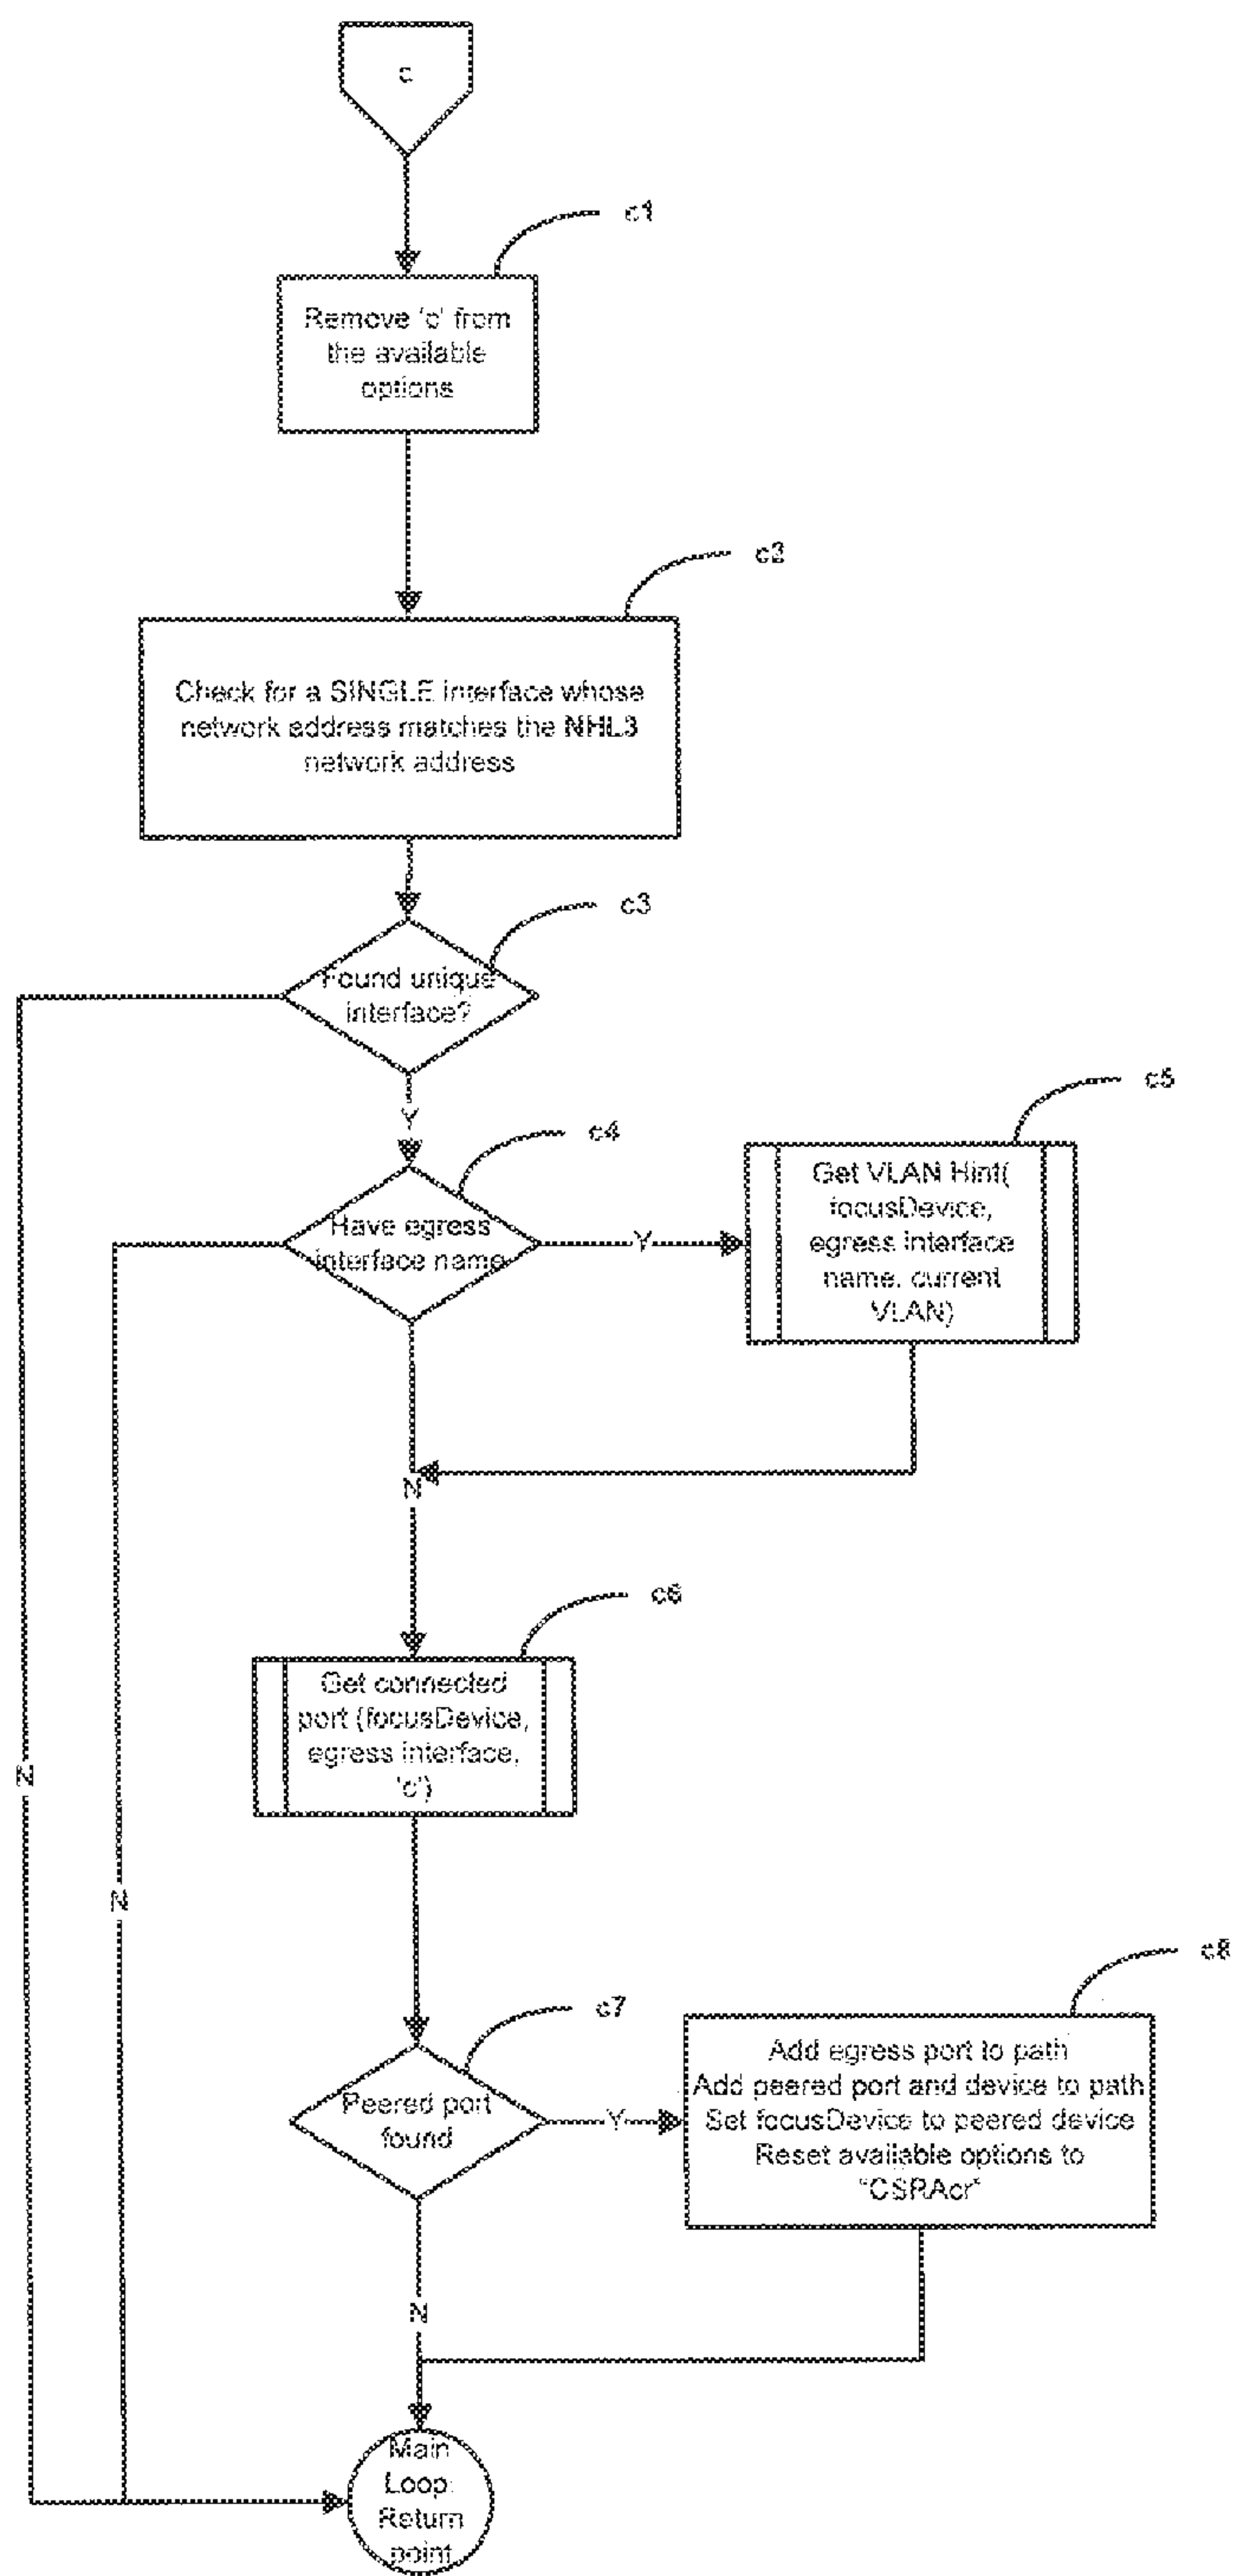 c
c1
Remove 'c' from
the available
options
c2
Check for a SINGLE interface whose
network address matches the NHL3
network address
c3
Found unique
interface?
Y
c4
Have egress
interface name
Y
c5
Get VLAN Hint(
focusDevice,
egress interface
name, current
VLAN)
N
c6
Get connected
port (focusDevice,
egress interface,
'c')
N
N
c7
Peered port
found
Y
c8
Add egress port to path
Add peered port and device to path
Set focusDevice to peered device
Reset available options to
"CSRAcr"
N
Main
Loop:
Return
point